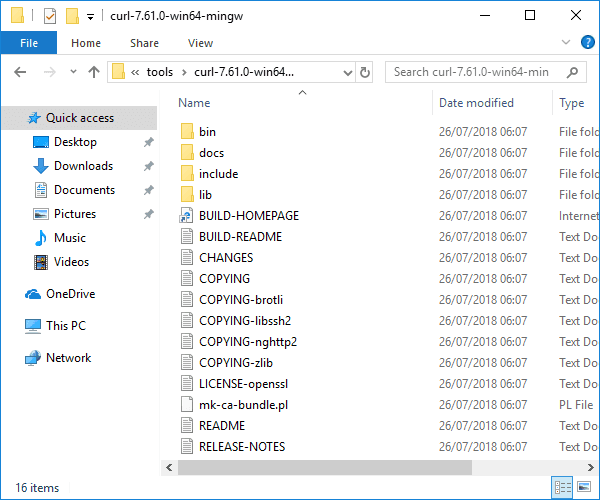 curl-7.61.0-win64-mingw
File Home Share View
« tools › curl-7.61.0-win64... Search curl-7.61.0-win64-min
Name Date modified Type
Quick access
Desktop
Downloads
Documents
Pictures
Music
Videos
OneDrive
This PC
Network
bin 26/07/2018 06:07 File fold
docs 26/07/2018 06:07 File fold
include 26/07/2018 06:07 File fold
lib 26/07/2018 06:07 File fold
BUILD-HOMEPAGE 26/07/2018 06:07 Internet
BUILD-README 26/07/2018 06:07 Text Do
CHANGES 26/07/2018 06:07 Text Do
COPYING 26/07/2018 06:07 Text Do
COPYING-brotli 26/07/2018 06:07 Text Do
COPYING-libssh2 26/07/2018 06:07 Text Do
COPYING-nghttp2 26/07/2018 06:07 Text Do
COPYING-zlib 26/07/2018 06:07 Text Do
LICENSE-openssl 26/07/2018 06:07 Text Do
mk-ca-bundle.pl 26/07/2018 06:07 PL File
README 26/07/2018 06:07 Text Do
RELEASE-NOTES 26/07/2018 06:07 Text Do
16 items